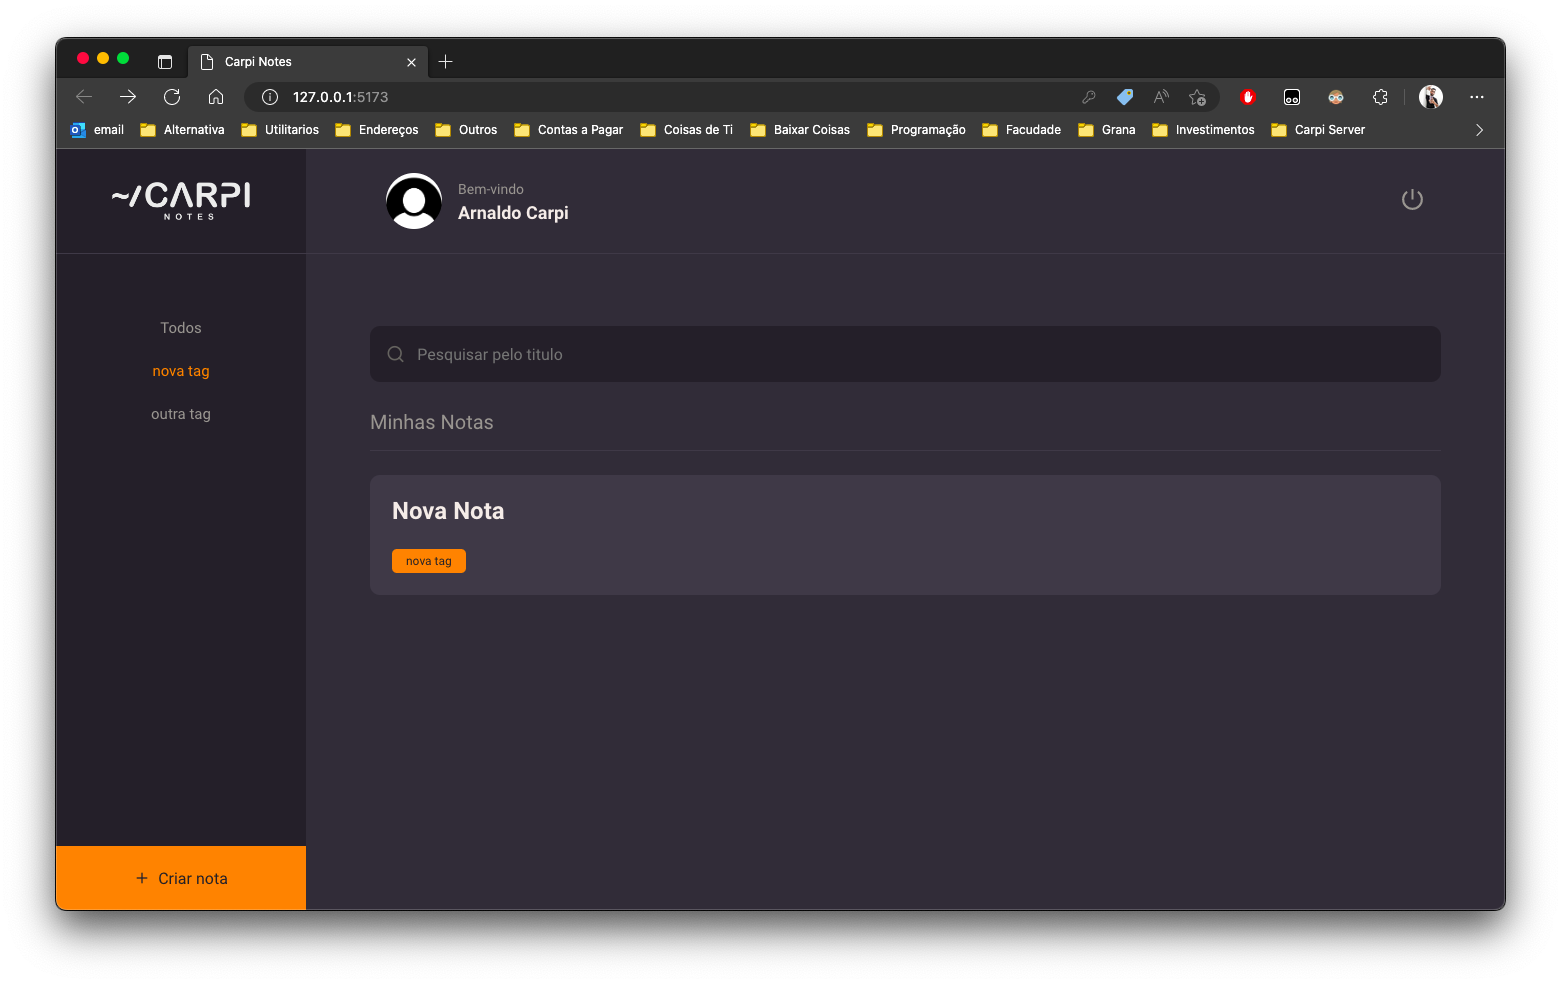 Carpi Notes
127.0.0.1:5173
email Alternativa Utilitarios Endereços Outros Contas a Pagar Coisas de Ti Baixar Coisas Programação Facudade Grana Investimentos Carpi Server
~/CARPI
NOTES
Bem-vindo
Arnaldo Carpi
Todos
nova tag
outra tag
Pesquisar pelo titulo
Minhas Notas
Nova Nota
nova tag
+ Criar nota